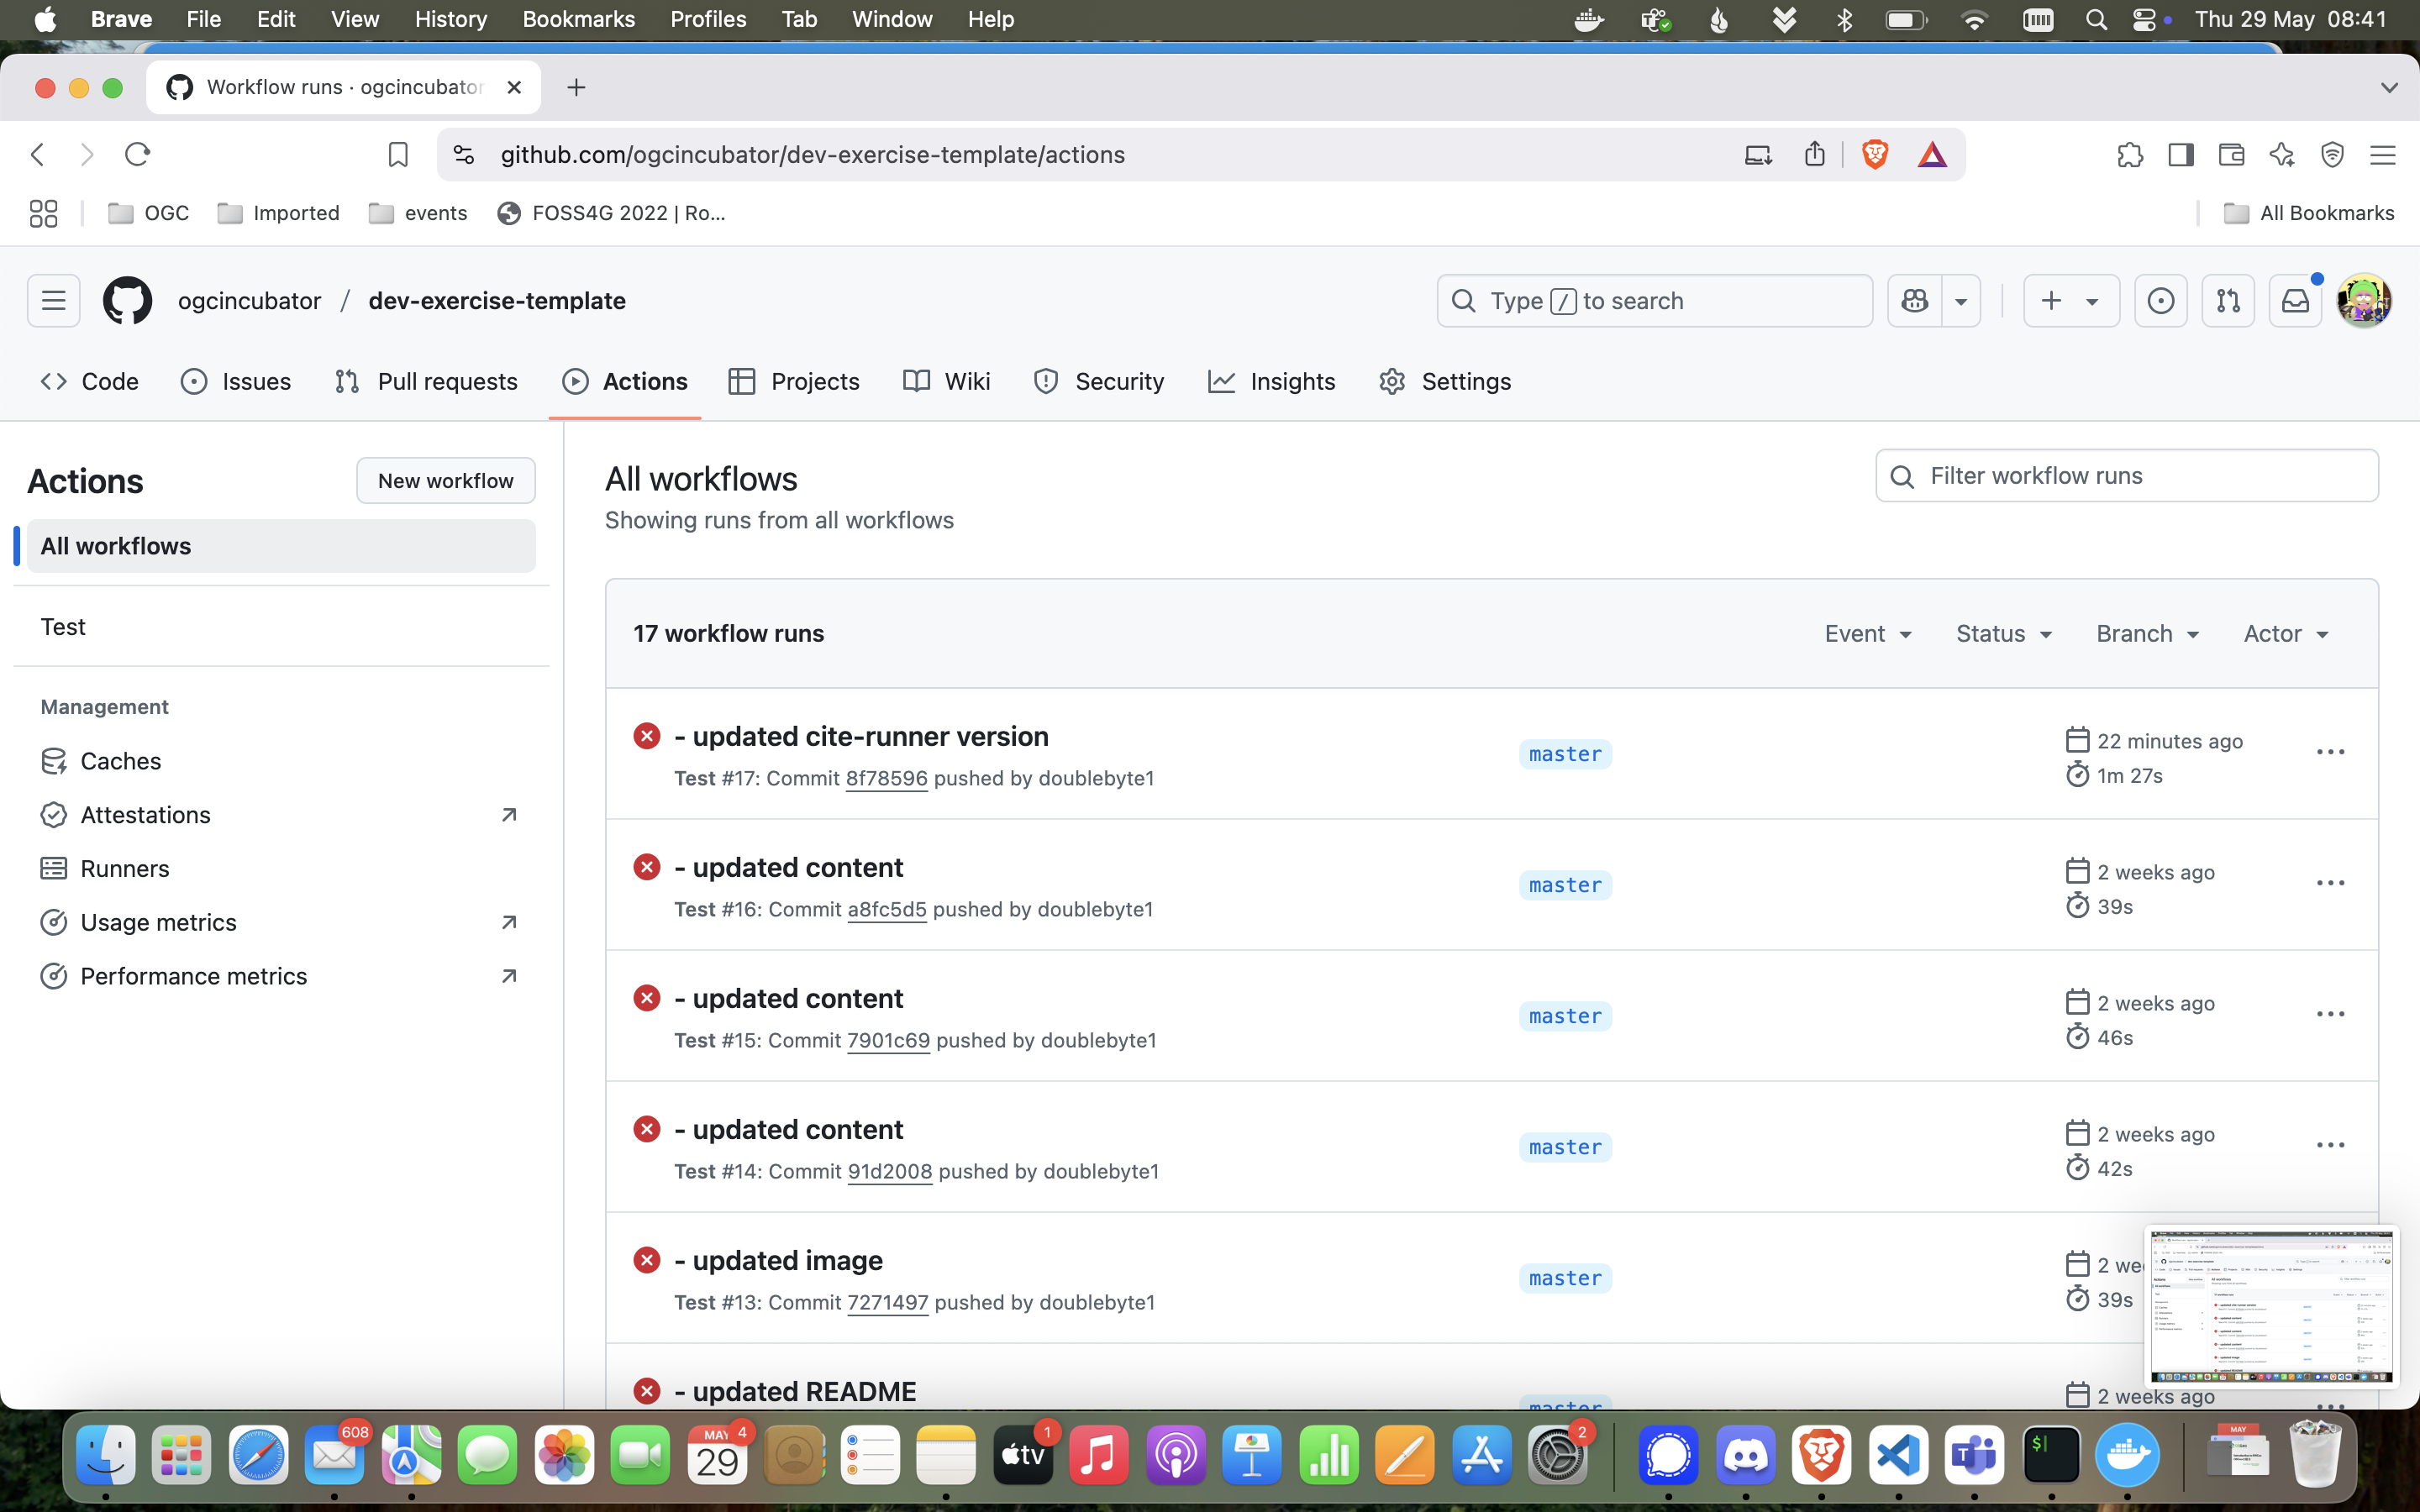 Brave File Edit View History Bookmarks Profiles Tab Window Help Thu 29 May 08:41
Workflow runs · ogcincubator
github.com/ogcincubator/dev-exercise-template/actions
OGC Imported events FOSS4G 2022 | Ro... All Bookmarks
ogcincubator / dev-exercise-template Type / to search
Code Issues Pull requests Actions Projects Wiki Security Insights Settings
Actions New workflow
All workflows
Test
Management
Caches
Attestations
Runners
Usage metrics
Performance metrics
All workflows
Showing runs from all workflows
Filter workflow runs
17 workflow runs Event Status Branch Actor
- updated cite-runner version
Test #17: Commit 8f78596 pushed by doublebyte1
master
22 minutes ago
1m 27s
- updated content
Test #16: Commit a8fc5d5 pushed by doublebyte1
master
2 weeks ago
39s
- updated content
Test #15: Commit 7901c69 pushed by doublebyte1
master
2 weeks ago
46s
- updated content
Test #14: Commit 91d2008 pushed by doublebyte1
master
2 weeks ago
42s
- updated image
Test #13: Commit 7271497 pushed by doublebyte1
master
2 we
39s
- updated README
master
2 weeks ago
608
MAY
29
4
tv
1
2
$
MAY